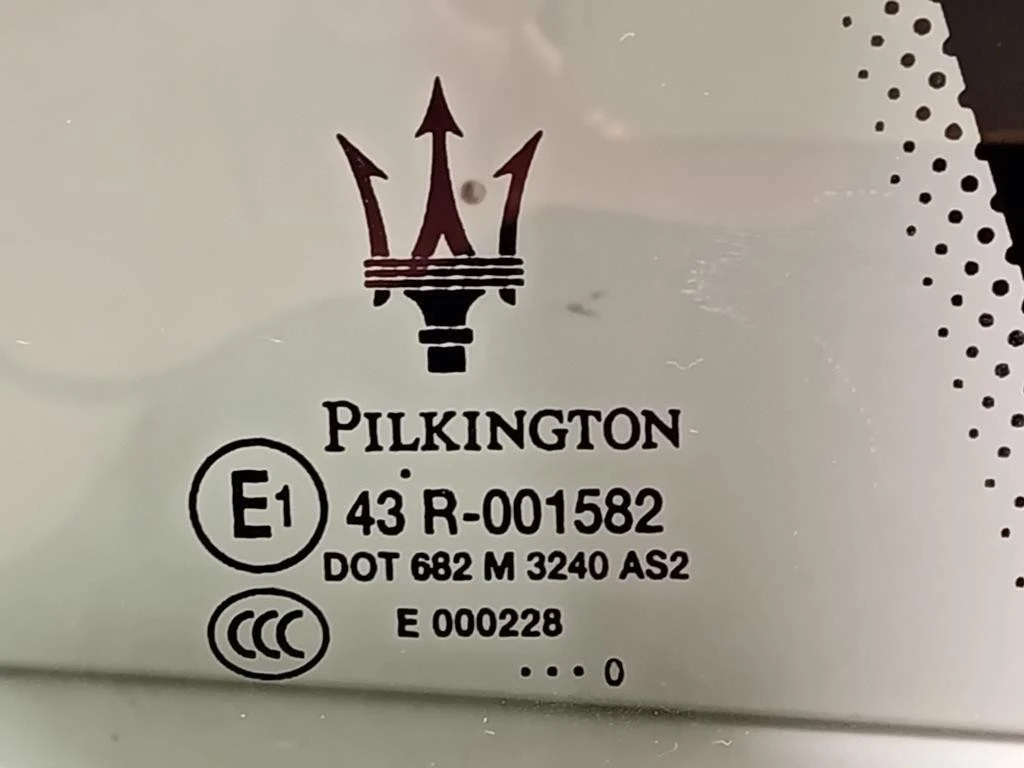 PILKINGTON
E1 43 R-001582
DOT 682 M 3240 AS2
CCC E 000228
••• 0